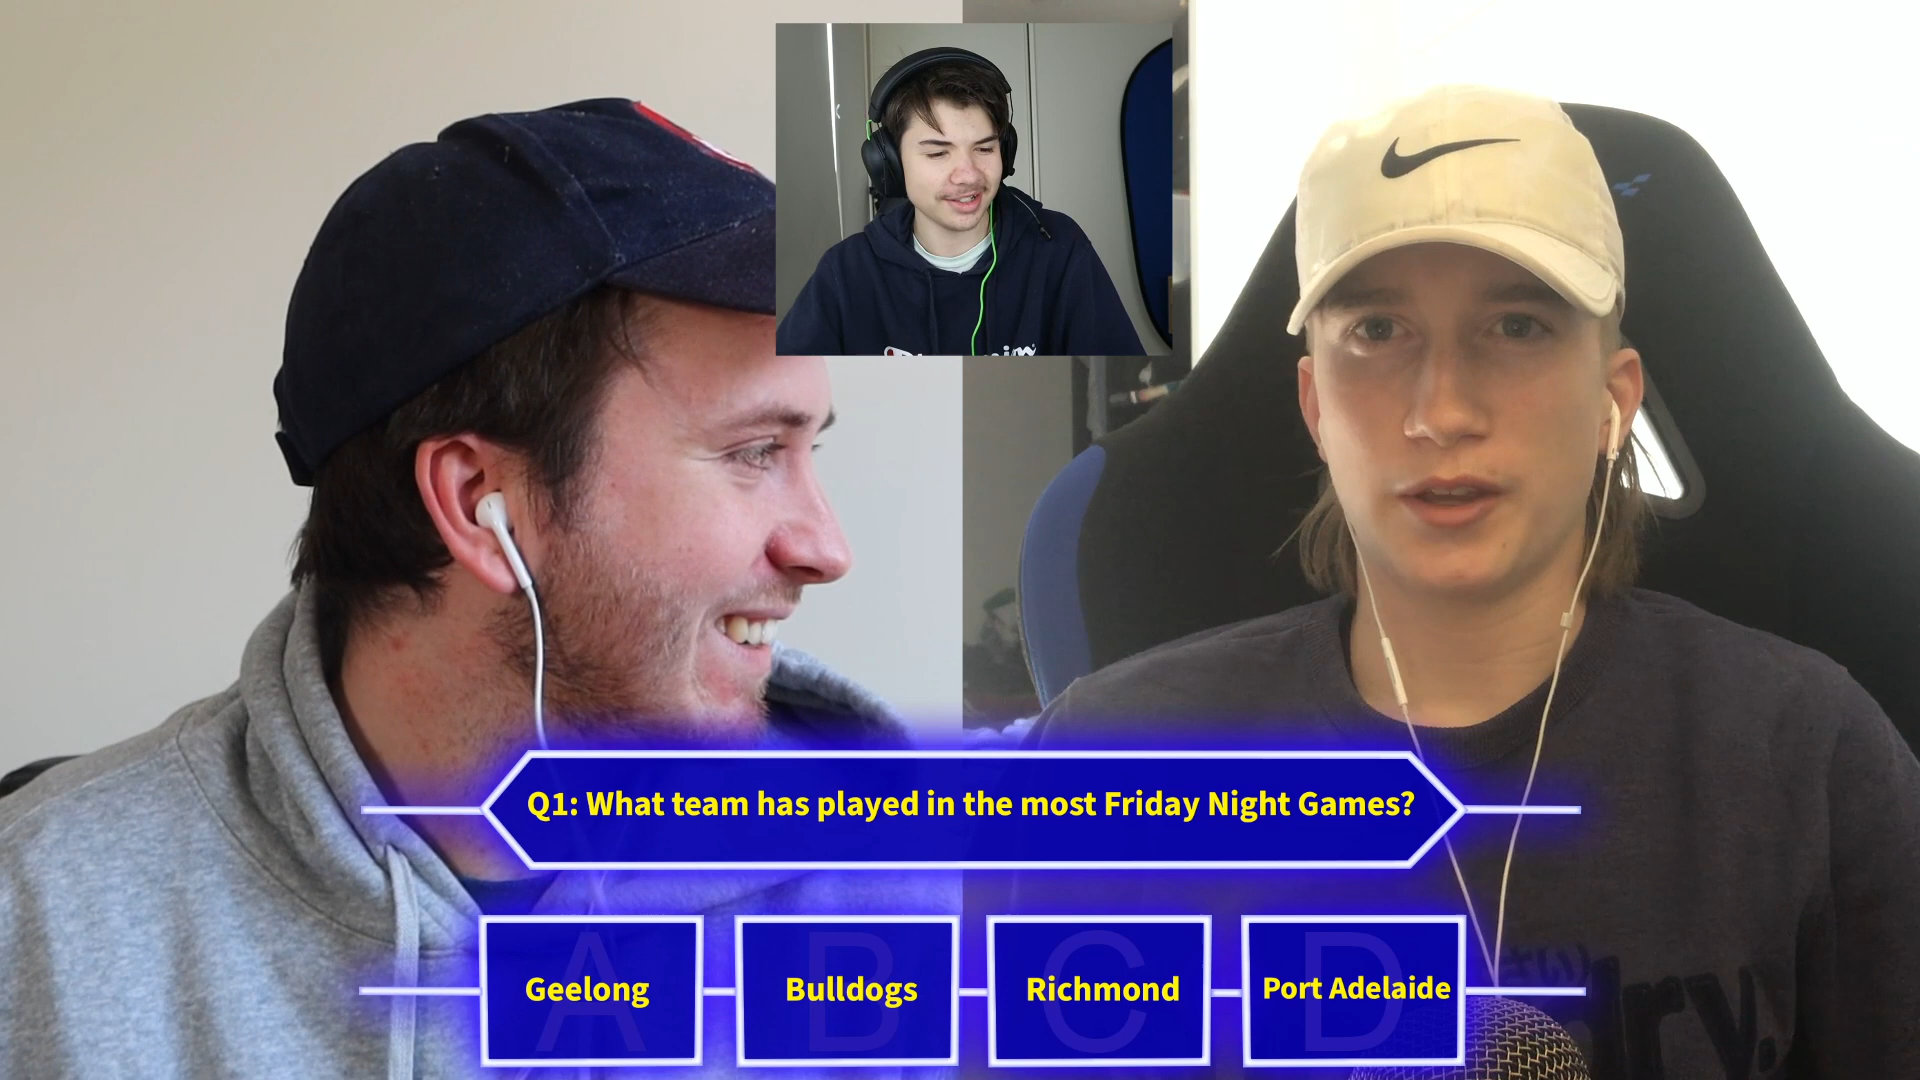 Q1: What team has played in the most Friday Night Games?
A
Geelong
B
Bulldogs
C
Richmond
D
Port Adelaide